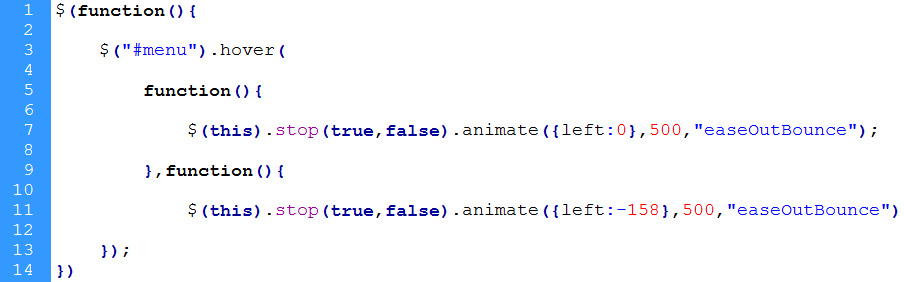 1 $(function(){
2
3 $("#menu").hover(
4
5 function(){
6
7 $(this).stop(true,false).animate({left:0},500,"easeOutBounce");
8
9 },function(){
10
11 $(this).stop(true,false).animate({left:-158},500,"easeOutBounce")
12
13 });
14 })